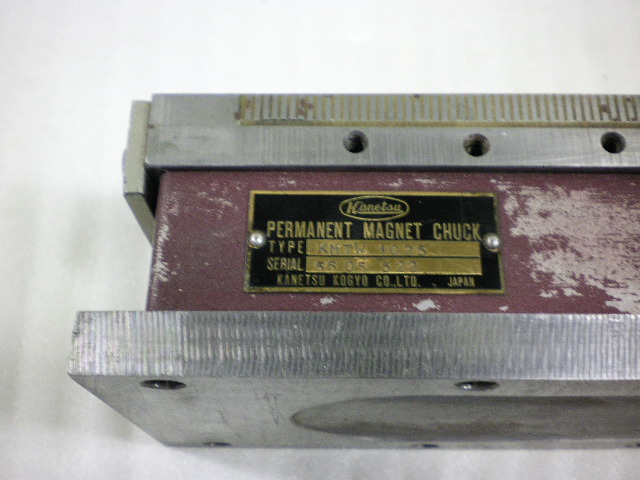 Kanetsu
PERMANENT MAGNET CHUCK
TYPE
SERIAL
KANETSU KOGYO CO.,LTD. JAPAN